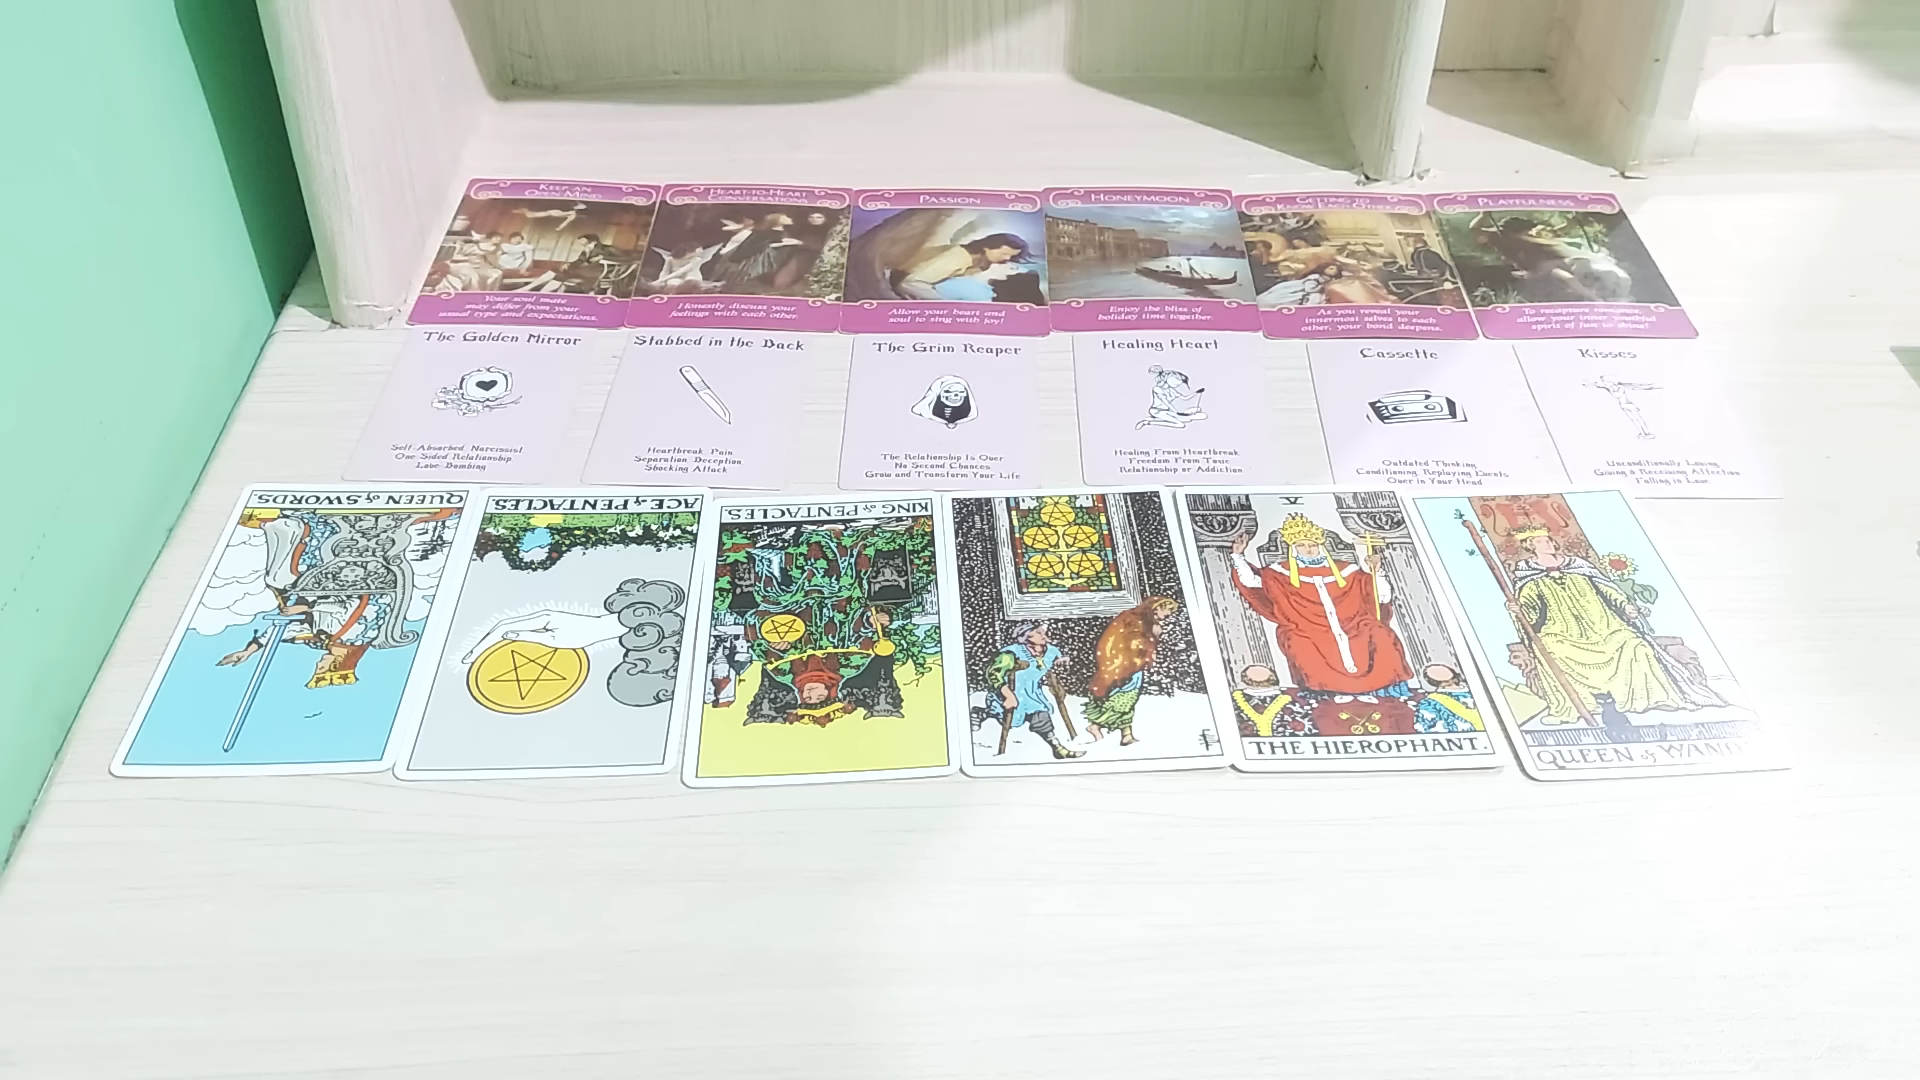 KEEP AN
OPEN MIND
Your soul mate
may differ from your
usual type and expectations.
HEART-TO-HEART
CONVERSATIONS
Honestly discuss your
feelings with each other.
PASSION
Allow your heart and
soul to sing with joy!
HONEYMOON
Enjoy the bliss of
holiday time together.
GETTING TO
KNOW EACH OTHER
As you reveal your
innermost selves to each
other, your bond deepens.
PLAYFULNESS
To recapture romance,
allow your inner youthful
spirit of fun to shine!
The Golden Mirror
Self-Absorbed Narcissist
One Sided Relationship
Love Bombing
Stabbed in the Back
Heartbreak Pain
Separation Deception
Shocking Attack
The Grim Reaper
The Relationship Is Over
No Second Chances
Grow and Transform Your Life
Healing Heart
Healing From Heartbreak
Freedom From Toxic
Relationship or Addiction
Cassette
Outdated Thinking
Conditioning Replaying Events
Over in Your Head
Kisses
Unconditionally Loving
Giving & Receiving Affection
Falling in Love
QUEEN of SWORDS.
ACE of PENTACLES.
KING of PENTACLES.
V
THE HIEROPHANT.
QUEEN of WAND